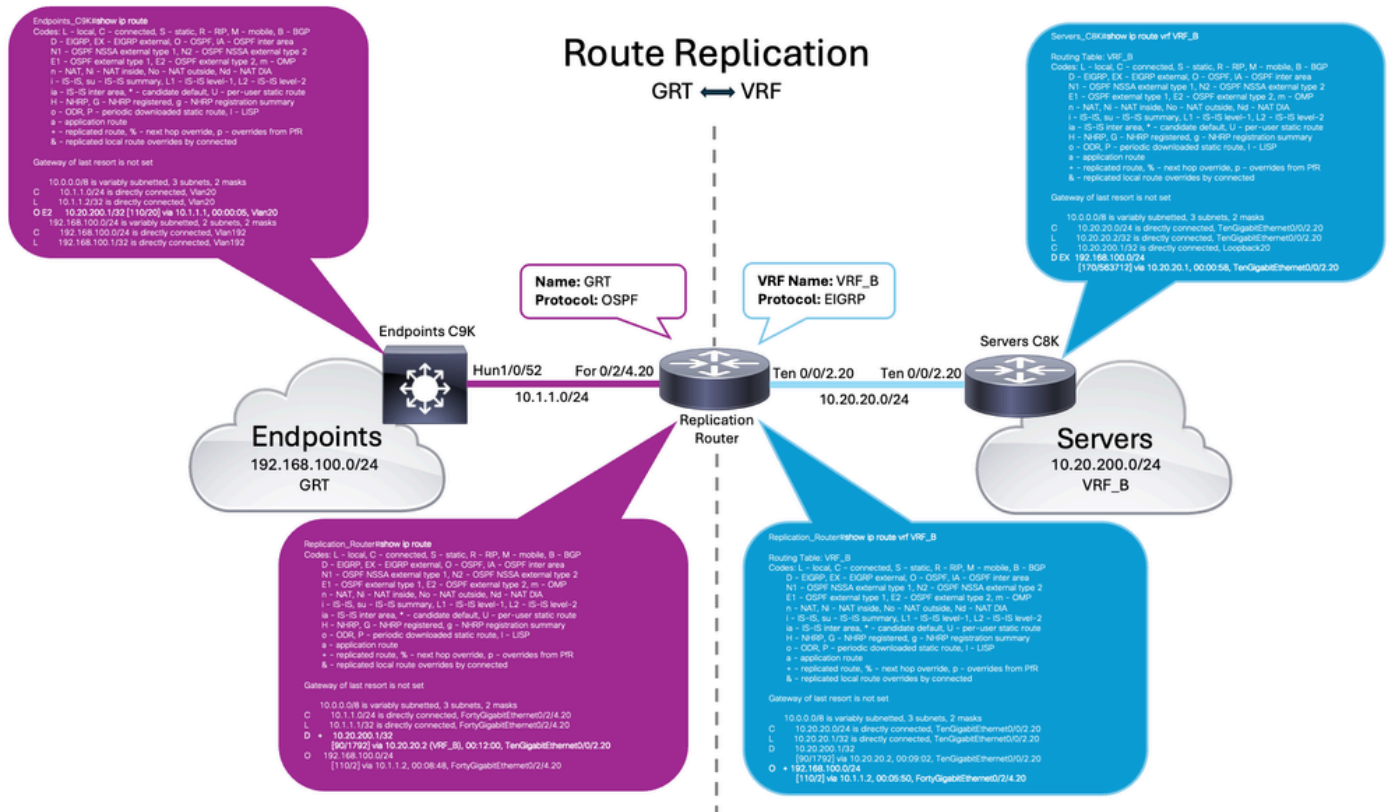 Route Replication
GRT ⟷ VRF
Endpoints_C9K#show ip route
Codes: L - local, C - connected, S - static, R - RIP, M - mobile, B - BGP
D - EIGRP, EX - EIGRP external, O - OSPF, IA - OSPF inter area
N1 - OSPF NSSA external type 1, N2 - OSPF NSSA external type 2
E1 - OSPF external type 1, E2 - OSPF external type 2, m - OMP
n - NAT, Ni - NAT inside, No - NAT outside, Nd - NAT DIA
i - IS-IS, su - IS-IS summary, L1 - IS-IS level-1, L2 - IS-IS level-2
ia - IS-IS inter area, * - candidate default, U - per-user static route
H - NHRP, G - NHRP registered, g - NHRP registration summary
o - ODR, P - periodic downloaded static route, l - LISP
a - application route
+ - replicated route, % - next hop override, p - overrides from PfR
& - replicated local route overrides by connected
Gateway of last resort is not set
10.0.0.0/8 is variably subnetted, 3 subnets, 2 masks
C 10.1.1.0/24 is directly connected, Vlan20
L 10.1.1.2/32 is directly connected, Vlan20
O E2 10.20.200.1/32 [110/20] via 10.1.1.1, 00:00:05, Vlan20
192.168.100.0/24 is variably subnetted, 2 subnets, 2 masks
C 192.168.100.0/24 is directly connected, Vlan192
L 192.168.100.1/32 is directly connected, Vlan192
Servers_C8K#show ip route vrf VRF_B
Routing Table: VRF_B
Codes: L - local, C - connected, S - static, R - RIP, M - mobile, B - BGP
D - EIGRP, EX - EIGRP external, O - OSPF, IA - OSPF inter area
N1 - OSPF NSSA external type 1, N2 - OSPF NSSA external type 2
E1 - OSPF external type 1, E2 - OSPF external type 2, m - OMP
n - NAT, Ni - NAT inside, No - NAT outside, Nd - NAT DIA
i - IS-IS, su - IS-IS summary, L1 - IS-IS level-1, L2 - IS-IS level-2
ia - IS-IS inter area, * - candidate default, U - per-user static route
H - NHRP, G - NHRP registered, g - NHRP registration summary
o - ODR, P - periodic downloaded static route, l - LISP
a - application route
+ - replicated route, % - next hop override, p - overrides from PfR
& - replicated local route overrides by connected
Gateway of last resort is not set
10.0.0.0/8 is variably subnetted, 3 subnets, 2 masks
C 10.20.20.0/24 is directly connected, TenGigabitEthernet0/0/2.20
L 10.20.20.2/32 is directly connected, TenGigabitEthernet0/0/2.20
C 10.20.200.1/32 is directly connected, Loopback20
D EX 192.168.100.0/24
[170/563712] via 10.20.20.1, 00:00:58, TenGigabitEthernet0/0/2.20
Name: GRT
Protocol: OSPF
VRF Name: VRF_B
Protocol: EIGRP
Endpoints C9K
Servers C8K
Hun1/0/52
For 0/2/4.20
Ten 0/0/2.20
Ten 0/0/2.20
10.1.1.0/24
10.20.20.0/24
Replication
Router
Endpoints
192.168.100.0/24
GRT
Servers
10.20.200.0/24
VRF_B
Replication_Router#show ip route
Codes: L - local, C - connected, S - static, R - RIP, M - mobile, B - BGP
D - EIGRP, EX - EIGRP external, O - OSPF, IA - OSPF inter area
N1 - OSPF NSSA external type 1, N2 - OSPF NSSA external type 2
E1 - OSPF external type 1, E2 - OSPF external type 2, m - OMP
n - NAT, Ni - NAT inside, No - NAT outside, Nd - NAT DIA
i - IS-IS, su - IS-IS summary, L1 - IS-IS level-1, L2 - IS-IS level-2
ia - IS-IS inter area, * - candidate default, U - per-user static route
H - NHRP, G - NHRP registered, g - NHRP registration summary
o - ODR, P - periodic downloaded static route, l - LISP
a - application route
+ - replicated route, % - next hop override, p - overrides from PfR
& - replicated local route overrides by connected
Gateway of last resort is not set
10.0.0.0/8 is variably subnetted, 3 subnets, 2 masks
C 10.1.1.0/24 is directly connected, FortyGigabitEthernet0/2/4.20
L 10.1.1.1/32 is directly connected, FortyGigabitEthernet0/2/4.20
D + 10.20.200.1/32
[90/1792] via 10.20.20.2 (VRF_B), 00:12:00, TenGigabitEthernet0/0/2.20
O 192.168.100.0/24
[110/2] via 10.1.1.2, 00:08:48, FortyGigabitEthernet0/2/4.20
Replication_Router#show ip route vrf VRF_B
Routing Table: VRF_B
Codes: L - local, C - connected, S - static, R - RIP, M - mobile, B - BGP
D - EIGRP, EX - EIGRP external, O - OSPF, IA - OSPF inter area
N1 - OSPF NSSA external type 1, N2 - OSPF NSSA external type 2
E1 - OSPF external type 1, E2 - OSPF external type 2, m - OMP
n - NAT, Ni - NAT inside, No - NAT outside, Nd - NAT DIA
i - IS-IS, su - IS-IS summary, L1 - IS-IS level-1, L2 - IS-IS level-2
ia - IS-IS inter area, * - candidate default, U - per-user static route
H - NHRP, G - NHRP registered, g - NHRP registration summary
o - ODR, P - periodic downloaded static route, l - LISP
a - application route
+ - replicated route, % - next hop override, p - overrides from PfR
& - replicated local route overrides by connected
Gateway of last resort is not set
10.0.0.0/8 is variably subnetted, 3 subnets, 2 masks
C 10.20.20.0/24 is directly connected, TenGigabitEthernet0/0/2.20
L 10.20.20.1/32 is directly connected, TenGigabitEthernet0/0/2.20
D 10.20.200.1/32
[90/1792] via 10.20.20.2, 00:09:02, TenGigabitEthernet0/0/2.20
O + 192.168.100.0/24
[110/2] via 10.1.1.2, 00:05:50, FortyGigabitEthernet0/2/4.20